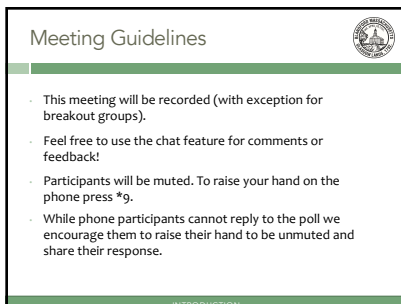 Meeting Guidelines
This meeting will be recorded (with exception for
breakout groups).
Feel free to use the chat feature for comments or
feedback!
Participants will be muted. To raise your hand on the
phone press *9.
While phone participants cannot reply to the poll we
encourage them to raise their hand to be unmuted and
share their response.
INTRODUCTION